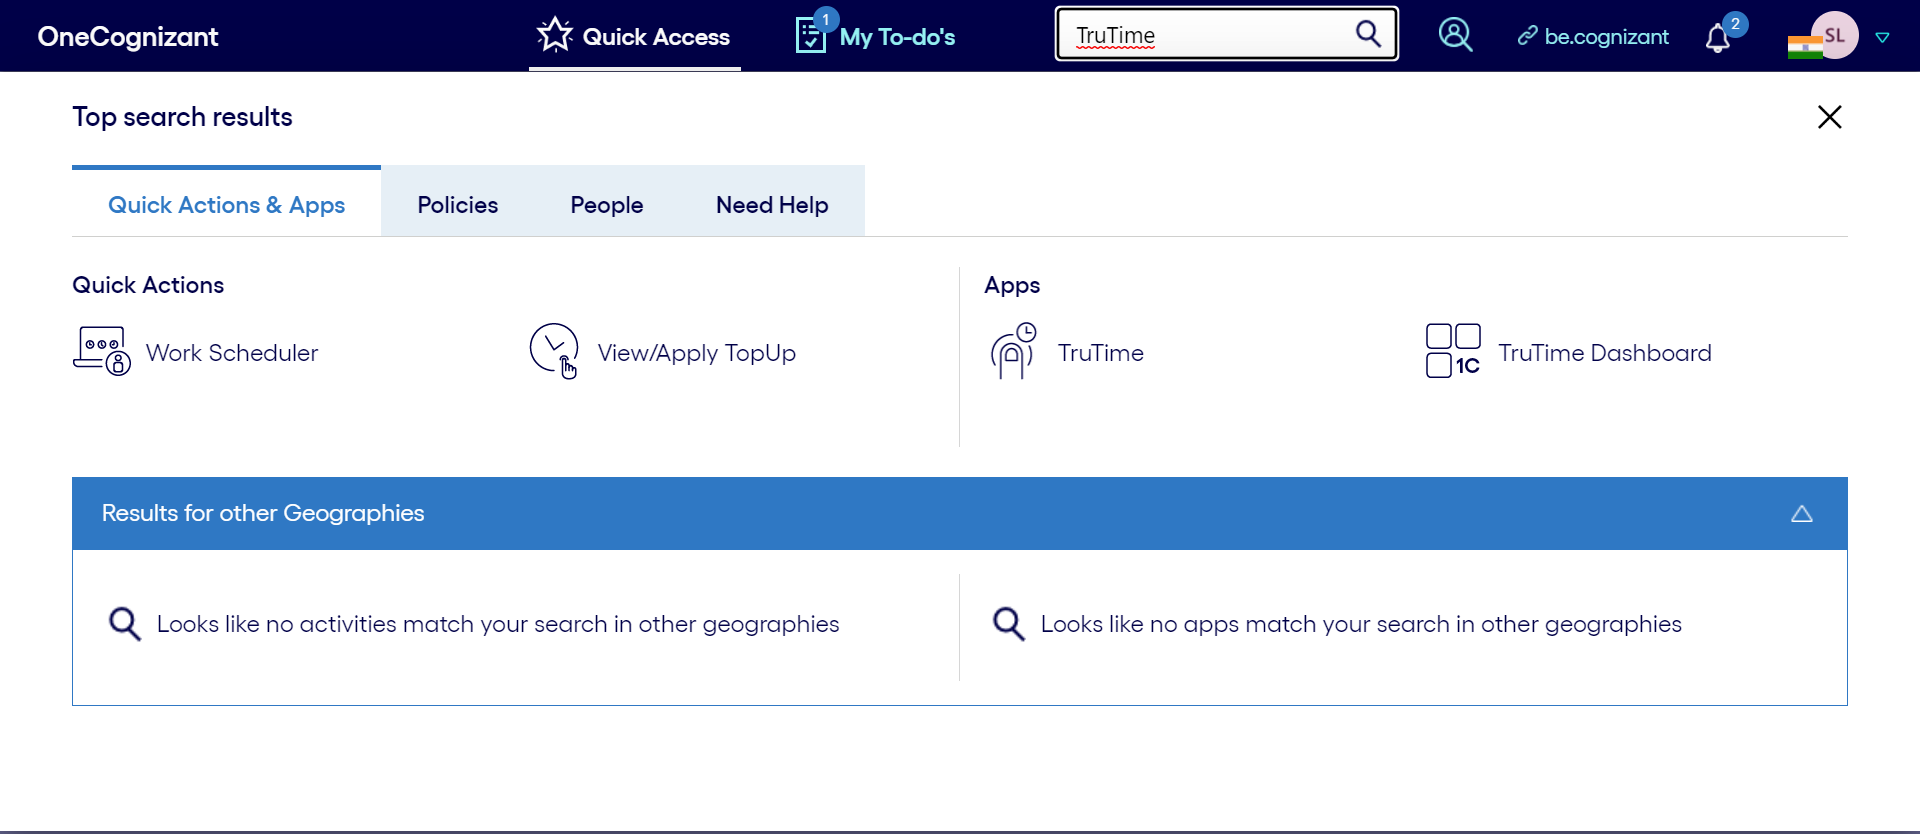 OneCognizant
Quick Access
1
My To-do's
TruTime
be.cognizant
2
SL
Top search results
Quick Actions & Apps
Policies
People
Need Help
Quick Actions
Apps
Work Scheduler
View/Apply TopUp
TruTime
1C
TruTime Dashboard
Results for other Geographies
Looks like no activities match your search in other geographies
Looks like no apps match your search in other geographies